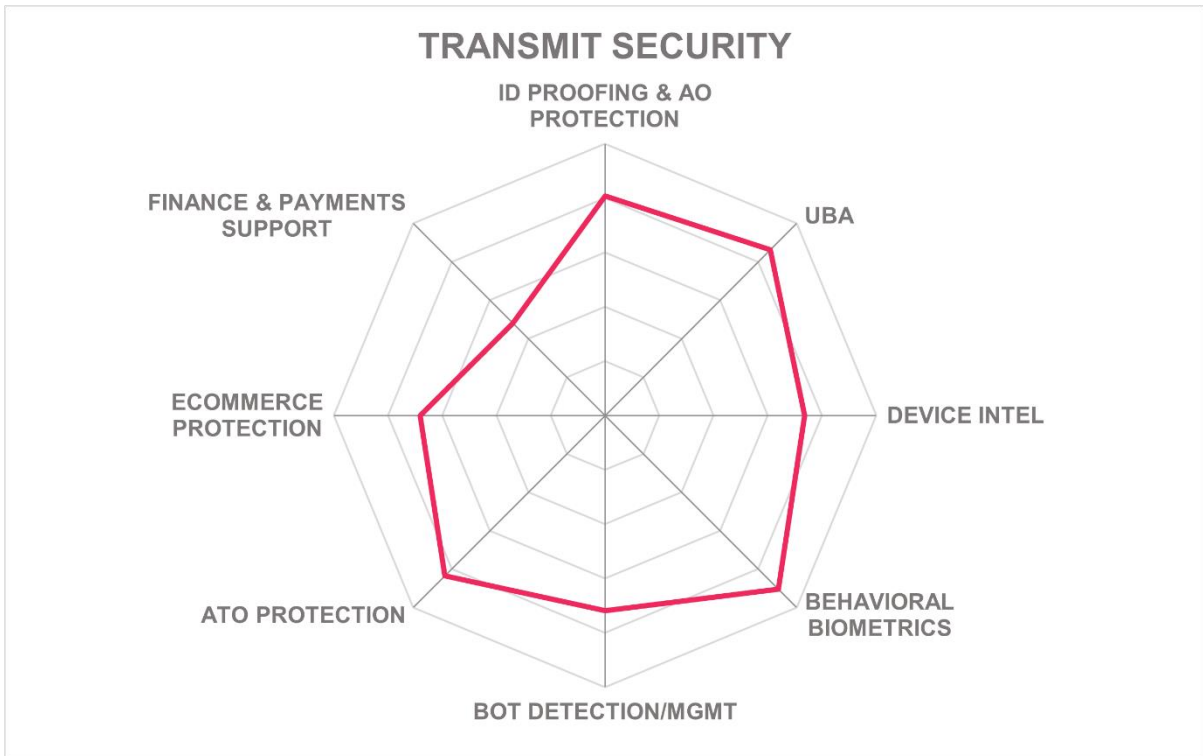 TRANSMIT SECURITY
ID PROOFING & AO
PROTECTION
FINANCE & PAYMENTS
SUPPORT
UBA
ECOMMERCE
PROTECTION
DEVICE INTEL
ATO PROTECTION
BEHAVIORAL
BIOMETRICS
BOT DETECTION/MGMT